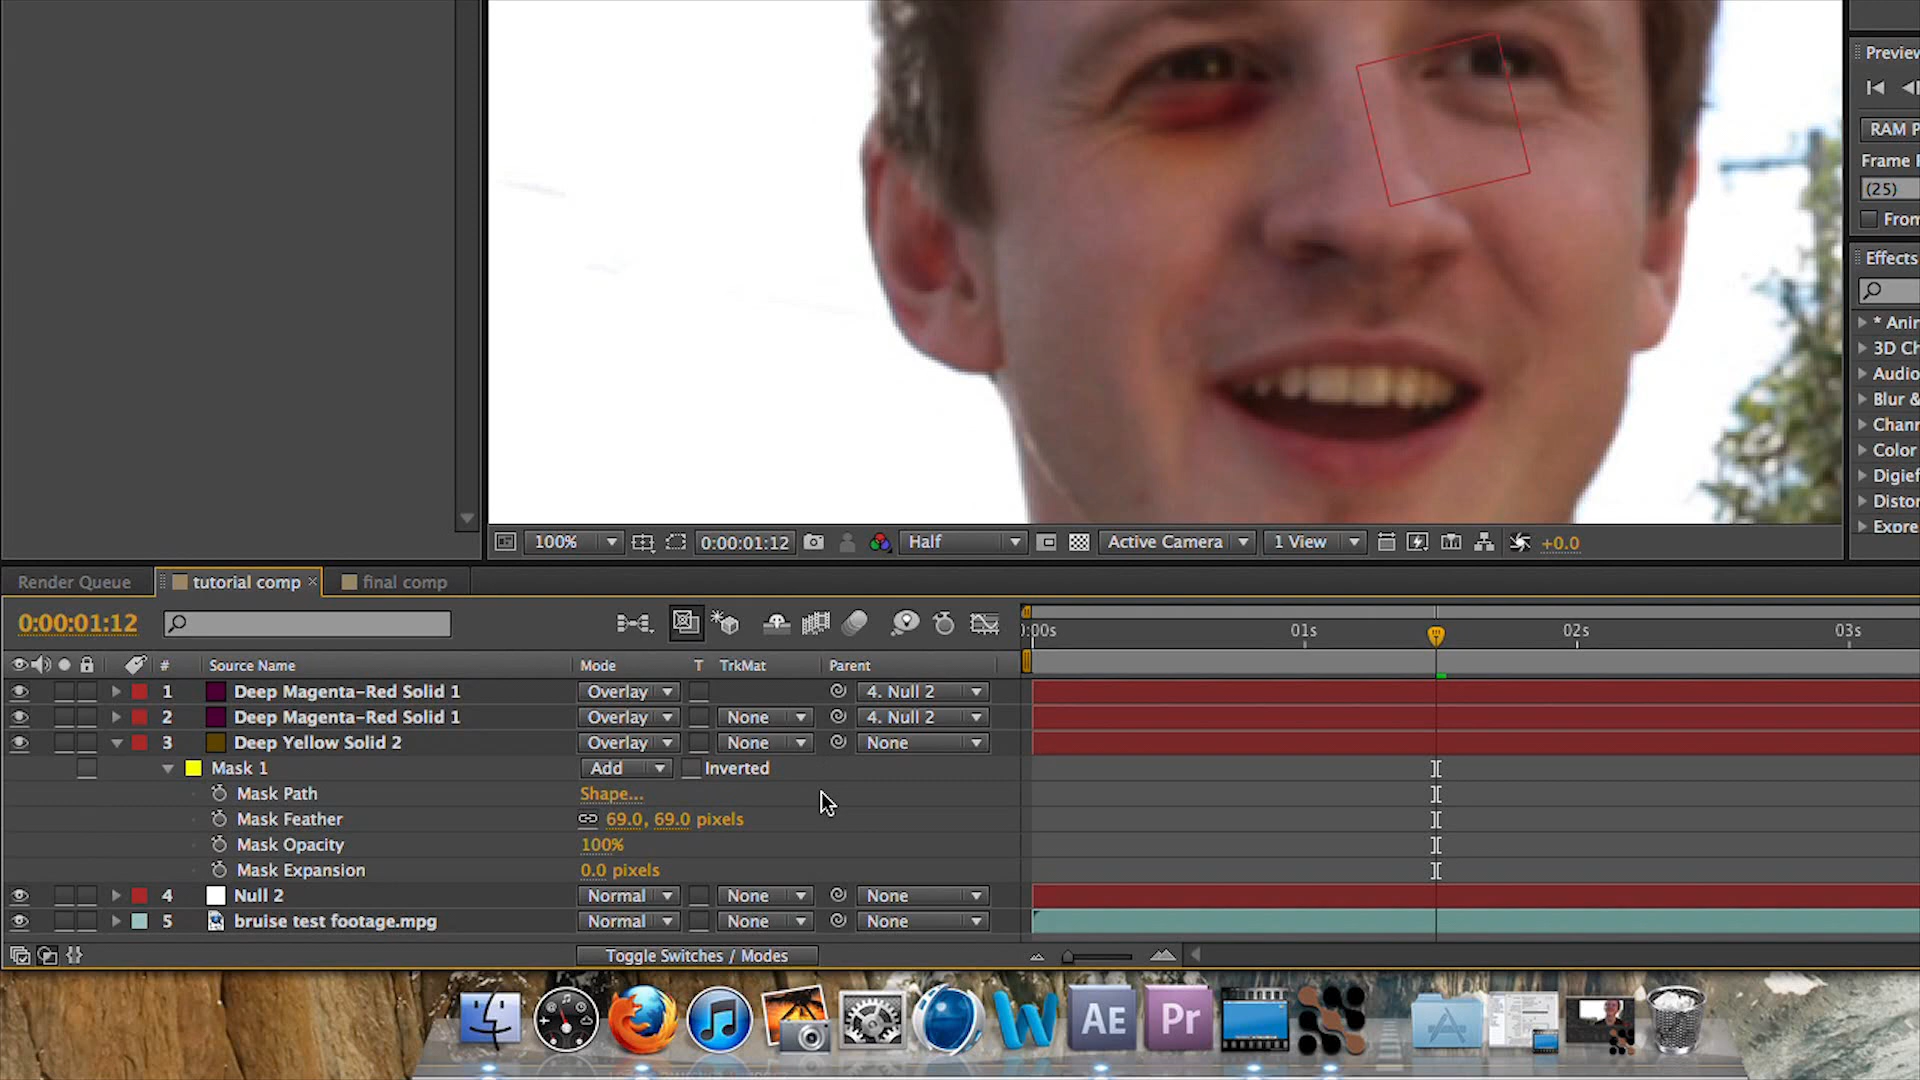 Preview
RAM P
Frame
(25)
From
Effects
* Anir
3D Ch
Audio
Blur &
Chann
Color
Digief
Distor
Expre
100%
0:00:01:12
Half
Active Camera
1 View
+0.0
Render Queue
tutorial comp
final comp
0:00:01:12
00s 01s 02s 03s
# Source Name Mode T TrkMat Parent
1 Deep Magenta-Red Solid 1 Overlay 4. Null 2
2 Deep Magenta-Red Solid 1 Overlay None 4. Null 2
3 Deep Yellow Solid 2 Overlay None None
Mask 1 Add Inverted
Mask Path Shape...
Mask Feather 69.0, 69.0 pixels
Mask Opacity 100%
Mask Expansion 0.0 pixels
4 Null 2 Normal None None
5 bruise test footage.mpg Normal None None
Toggle Switches / Modes
W AE Pr